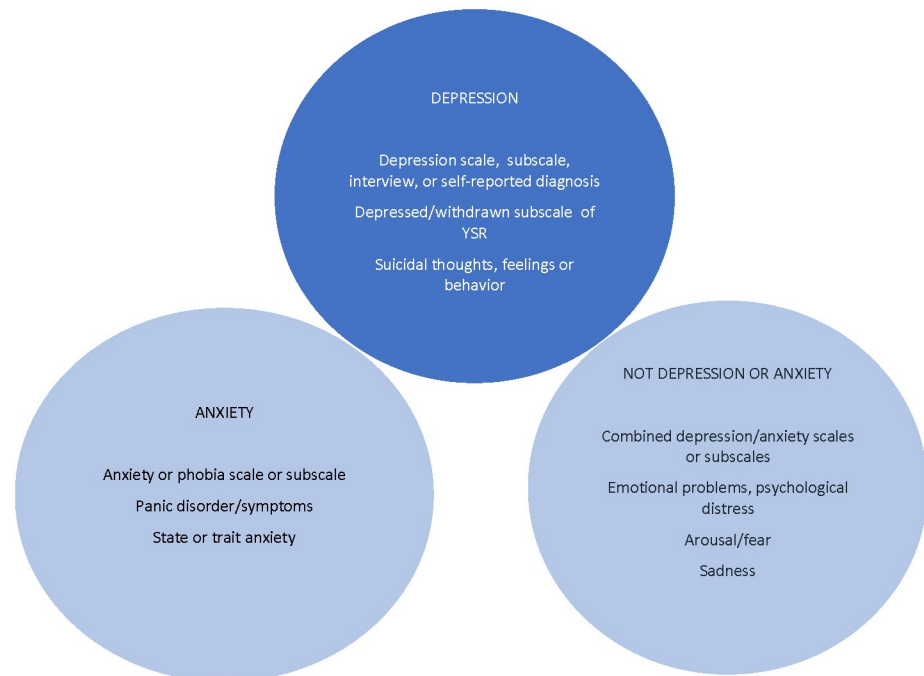 DEPRESSION
Depression scale, subscale,
interview, or self-reported diagnosis
Depressed/withdrawn subscale of
YSR
Suicidal thoughts, feelings or
behavior
ANXIETY
Anxiety or phobia scale or subscale
Panic disorder/symptoms
State or trait anxiety
NOT DEPRESSION OR ANXIETY
Combined depression/anxiety scales
or subscales
Emotional problems, psychological
distress
Arousal/fear
Sadness